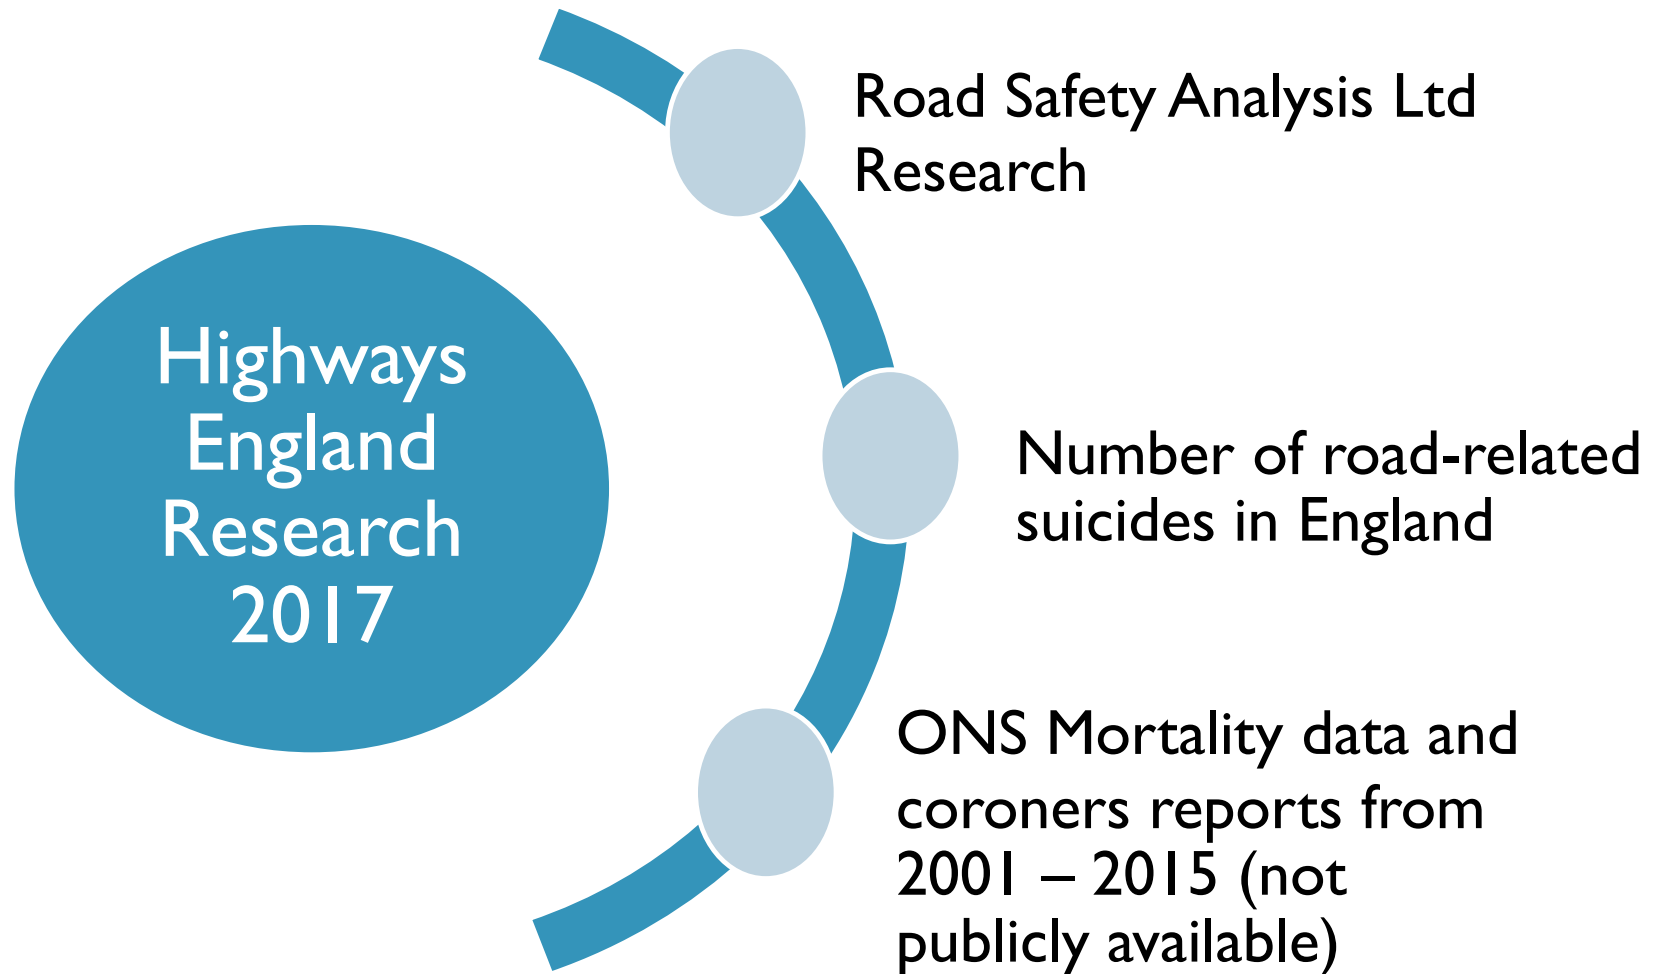 Highways
England
Research
2017
Road Safety Analysis Ltd
Research
Number of road-related
suicides in England
ONS Mortality data and
coroners reports from
2001 – 2015 (not
publicly available)